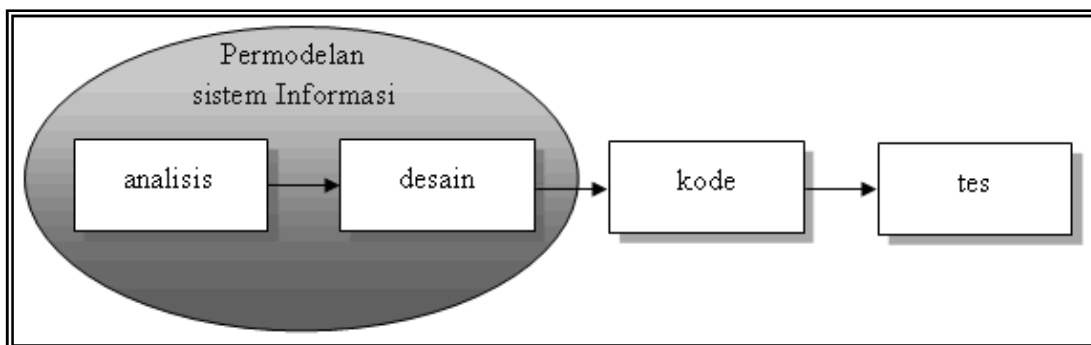 Permodelan
sistem Informasi
analisis
desain
kode
tes